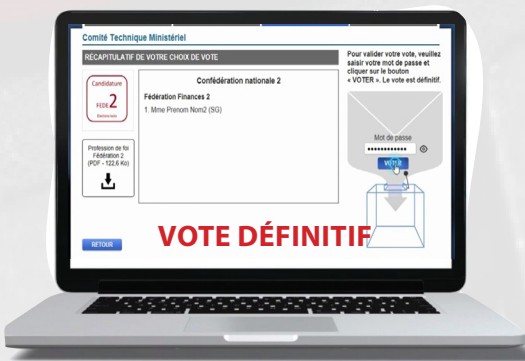 Comité Technique Ministériel
RÉCAPITULATIF DE VOTRE CHOIX DE VOTE
Candidature
FEDE 2
Confédération nationale 2
Fédération Finances 2
1. Mme Prenom Nom2 (SG)
Profession de foi
Fédération 2
(PDF - 122,6 Ko)
Pour valider votre vote, veuillez
saisir votre mot de passe et
cliquer sur le bouton
« VOTER ». Le vote est définitif.
Mot de passe
RETOUR
VOTE DÉFINITIF